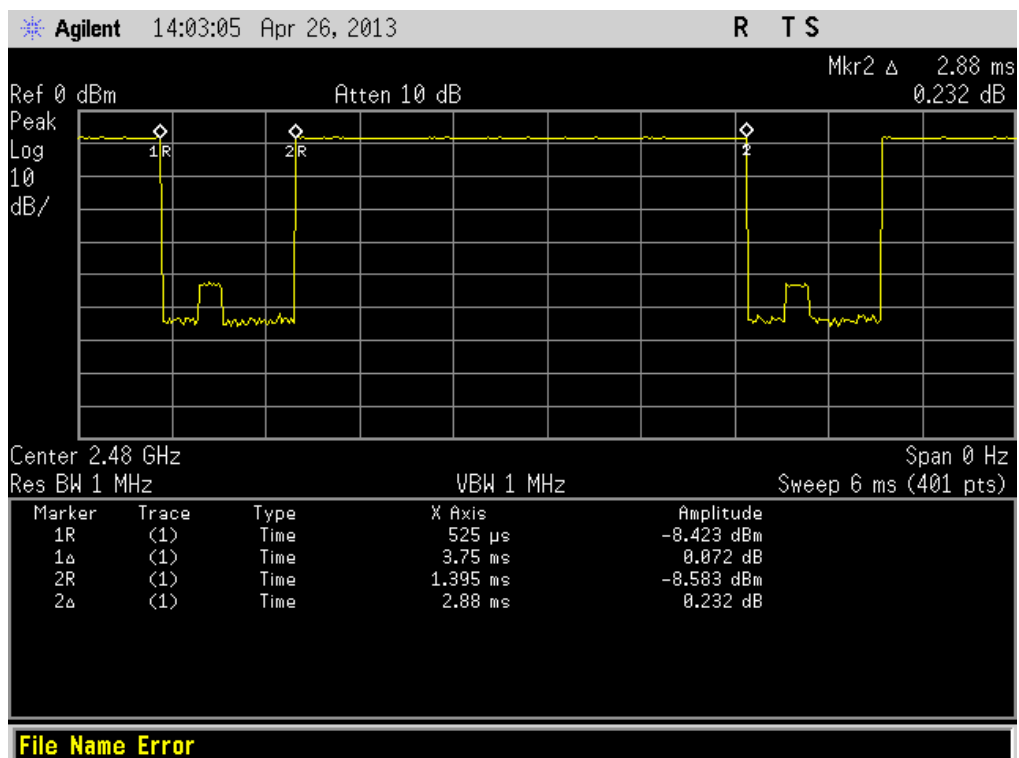 Agilent 14:03:05 Apr 26, 2013 R T S
Mkr2 Δ 2.88 ms
Ref 0 dBm Atten 10 dB 0.232 dB
Peak
Log
10
dB/
1R 2R 2
Center 2.48 GHz Span 0 Hz
Res BW 1 MHz VBW 1 MHz Sweep 6 ms (401 pts)
Marker Trace Type X Axis Amplitude
1R (1) Time 525 µs -8.423 dBm
1Δ (1) Time 3.75 ms 0.072 dB
2R (1) Time 1.395 ms -8.583 dBm
2Δ (1) Time 2.88 ms 0.232 dB
File Name Error